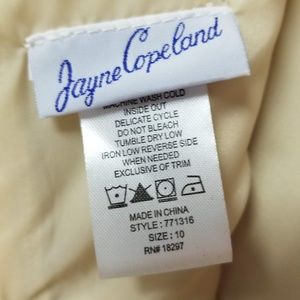 Jayne Copeland
MACHINE WASH COLD
INSIDE OUT
DELICATE CYCLE
DO NOT BLEACH
TUMBLE DRY LOW
IRON LOW REVERSE SIDE
WHEN NEEDED
EXCLUSIVE OF TRIM
MADE IN CHINA
STYLE : 771316
SIZE : 10
RN# 18297